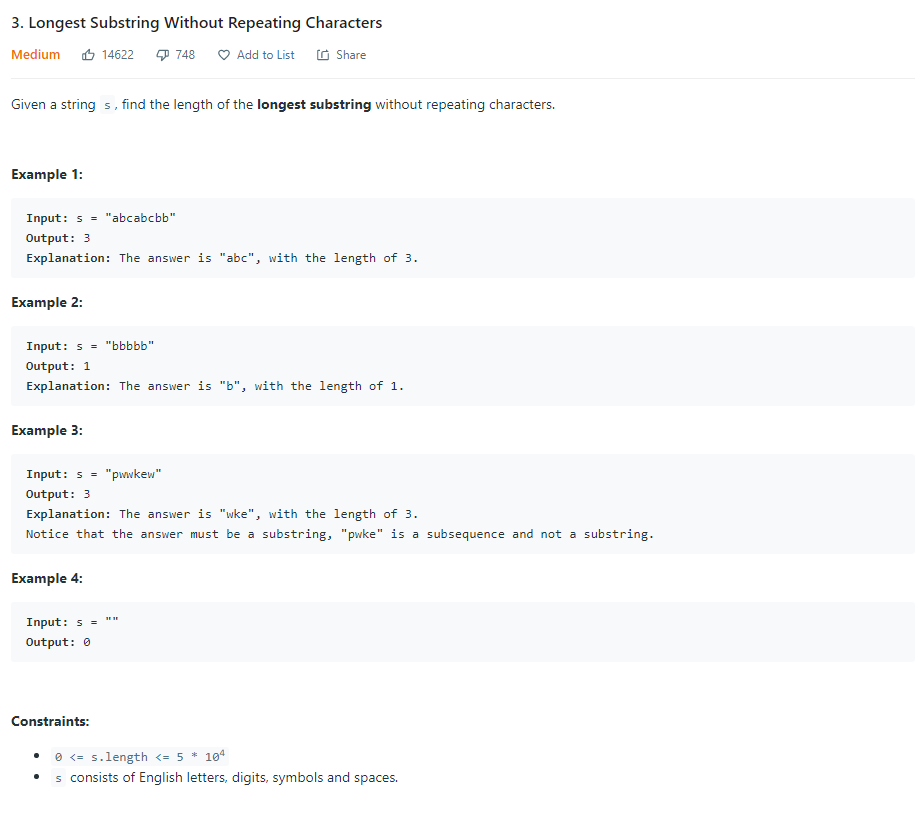 3. Longest Substring Without Repeating Characters
Medium 14622 748 Add to List Share
Given a string s, find the length of the longest substring without repeating characters.
Example 1:
Input: s = "abcabcbb"
Output: 3
Explanation: The answer is "abc", with the length of 3.
Example 2:
Input: s = "bbbbb"
Output: 1
Explanation: The answer is "b", with the length of 1.
Example 3:
Input: s = "pwwkew"
Output: 3
Explanation: The answer is "wke", with the length of 3.
Notice that the answer must be a substring, "pwke" is a subsequence and not a substring.
Example 4:
Input: s = ""
Output: 0
Constraints:
• 0 <= s.length <= 5 * 10⁴
• s consists of English letters, digits, symbols and spaces.